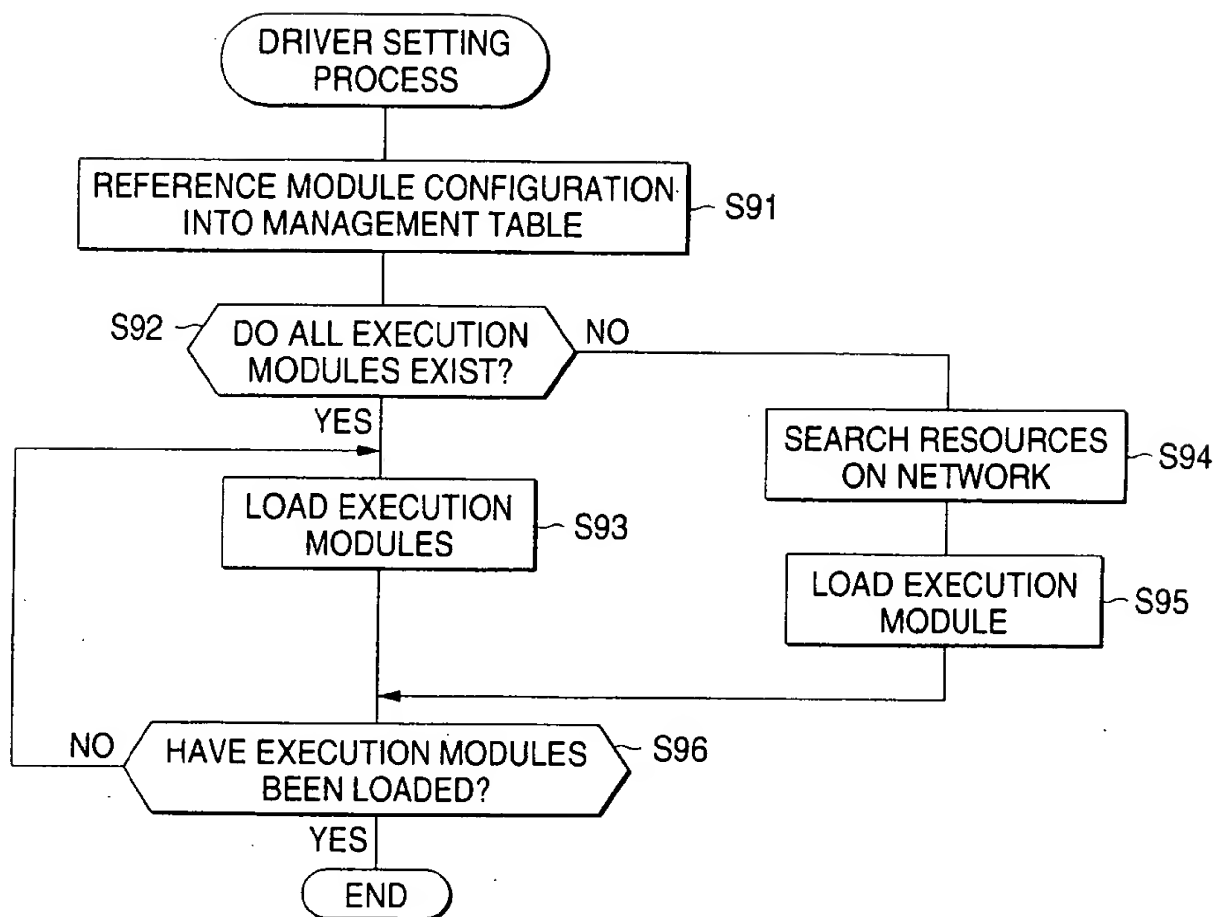 DRIVER SETTING
PROCESS
REFERENCE MODULE CONFIGURATION
INTO MANAGEMENT TABLE
S91
S92
DO ALL EXECUTION
MODULES EXIST?
NO
YES
SEARCH RESOURCES
ON NETWORK
S94
LOAD EXECUTION
MODULES
S93
LOAD EXECUTION
MODULE
S95
NO
HAVE EXECUTION MODULES
BEEN LOADED?
S96
YES
END